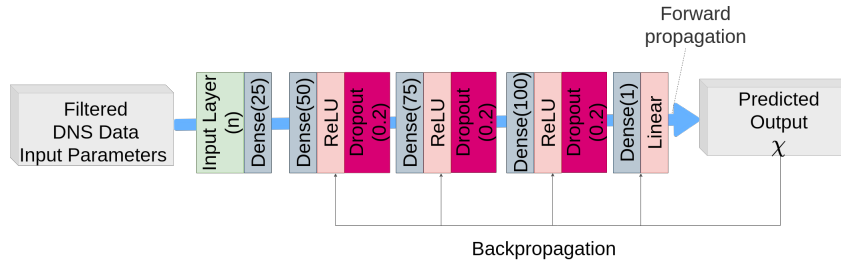 Forward
propagation
Filtered
DNS Data
Input Parameters
Input Layer
(n)
Dense(25)
Dense(50)
ReLU
Dropout
(0.2)
Dense(75)
ReLU
Dropout
(0.2)
Dense(100)
ReLU
Dropout
(0.2)
Dense(1)
Linear
Predicted
Output
χ
Backpropagation